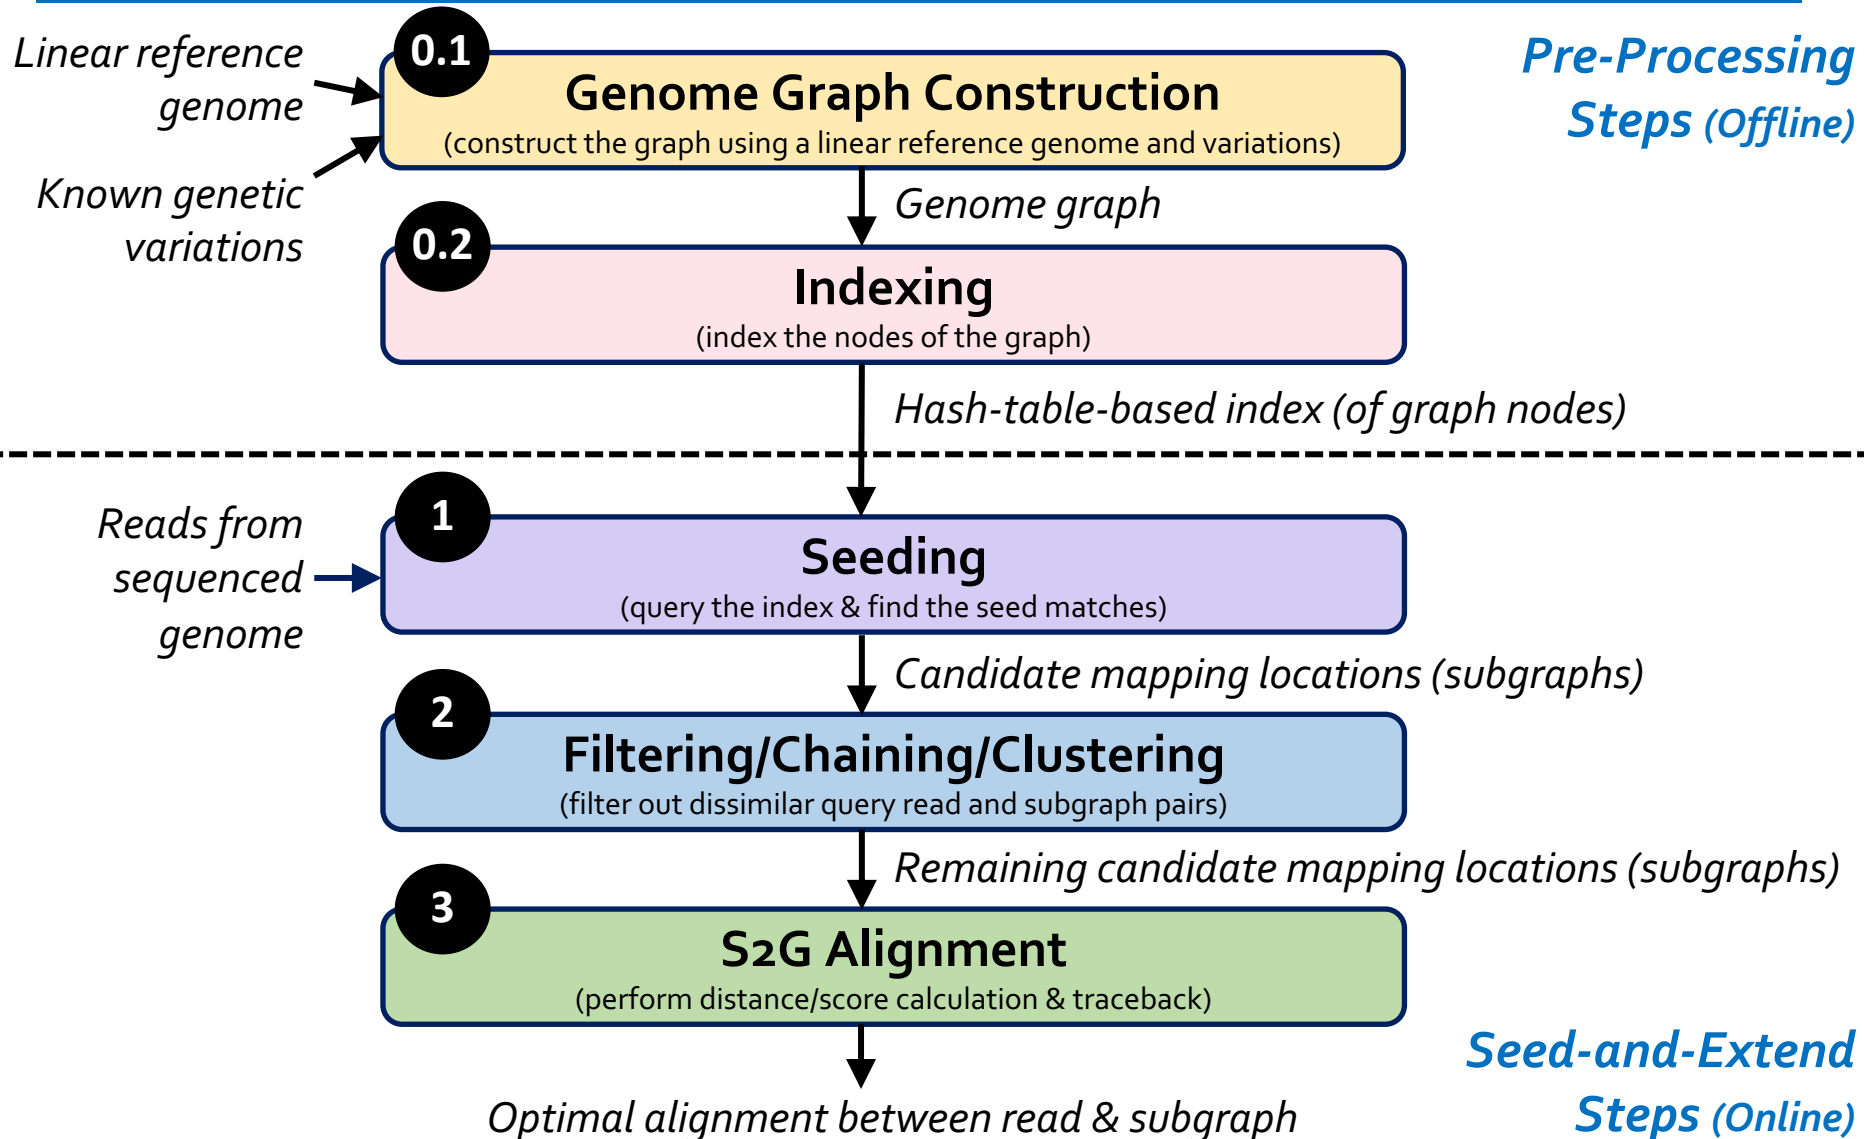 Linear reference
genome
0.1
Genome Graph Construction
(construct the graph using a linear reference genome and variations)
Pre-Processing
Steps (Offline)
Known genetic
variations
Genome graph
0.2
Indexing
(index the nodes of the graph)
Hash-table-based index (of graph nodes)
Reads from
sequenced
genome
1
Seeding
(query the index & find the seed matches)
Candidate mapping locations (subgraphs)
2
Filtering/Chaining/Clustering
(filter out dissimilar query read and subgraph pairs)
Remaining candidate mapping locations (subgraphs)
3
S2G Alignment
(perform distance/score calculation & traceback)
Optimal alignment between read & subgraph
Seed-and-Extend
Steps (Online)